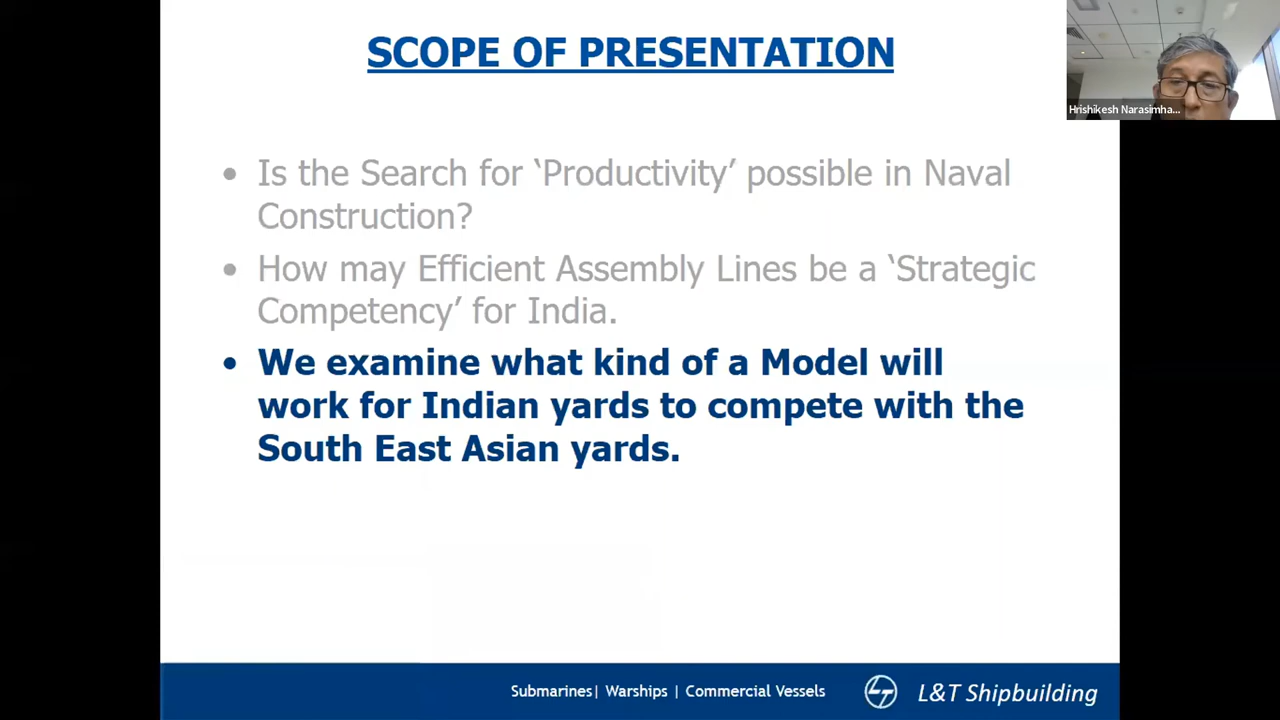 SCOPE OF PRESENTATION
Hrishikesh Narasimha...
• Is the Search for ‘Productivity’ possible in Naval
Construction?
• How may Efficient Assembly Lines be a ‘Strategic
Competency’ for India.
• We examine what kind of a Model will
work for Indian yards to compete with the
South East Asian yards.
Submarines| Warships | Commercial Vessels
L&T Shipbuilding